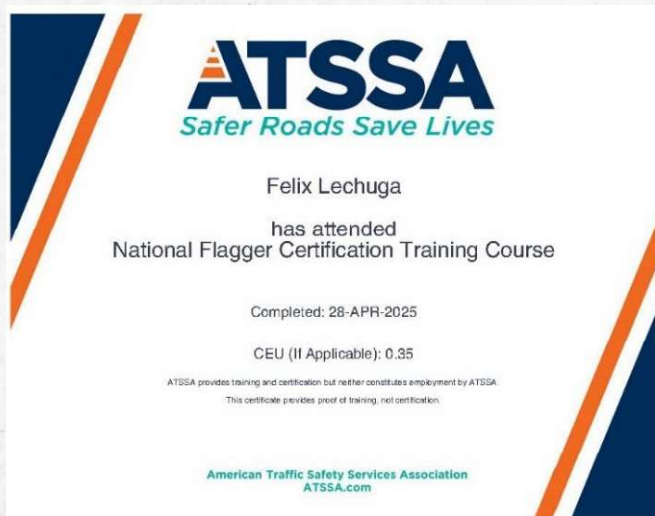 ATSSA
Safer Roads Save Lives
Felix Lechuga
has attended
National Flagger Certification Training Course
Completed: 28-APR-2025
CEU (If Applicable): 0.35
ATSSA provides training and certification but neither constitutes employment by ATSSA.
This certificate provides proof of training, not certification.
American Traffic Safety Services Association
ATSSA.com